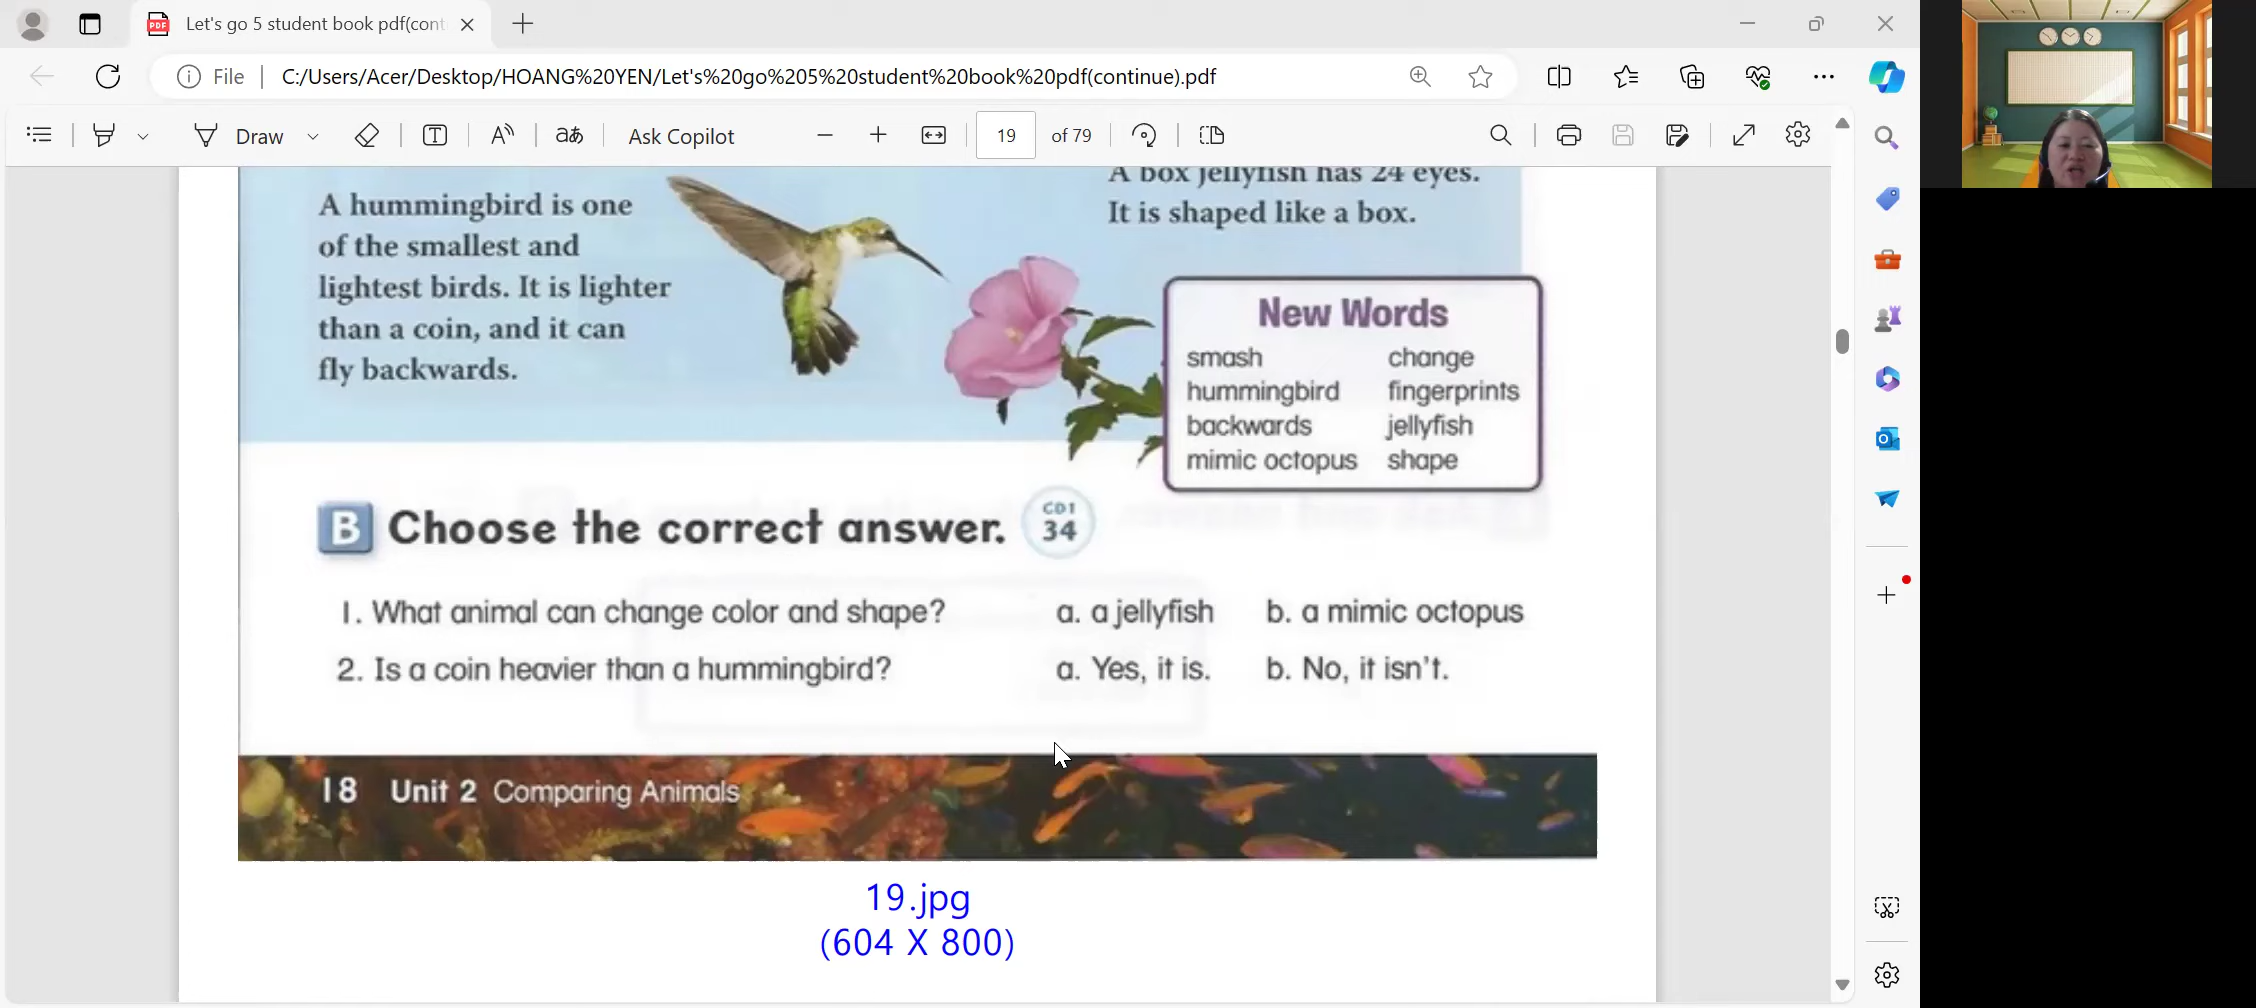 Let's go 5 student book pdf(cont
File
C:/Users/Acer/Desktop/HOANG%20YEN/Let's%20go%205%20student%20book%20pdf(continue).pdf
Draw
Ask Copilot
19 of 79
A box jellyfish has 24 eyes.
It is shaped like a box.
A hummingbird is one
of the smallest and
lightest birds. It is lighter
than a coin, and it can
fly backwards.
New Words
smash change
hummingbird fingerprints
backwards jellyfish
mimic octopus shape
B Choose the correct answer. CD1 34
1. What animal can change color and shape? a. a jellyfish b. a mimic octopus
2. Is a coin heavier than a hummingbird? a. Yes, it is. b. No, it isn't.
18 Unit 2 Comparing Animals
19.jpg
(604 X 800)